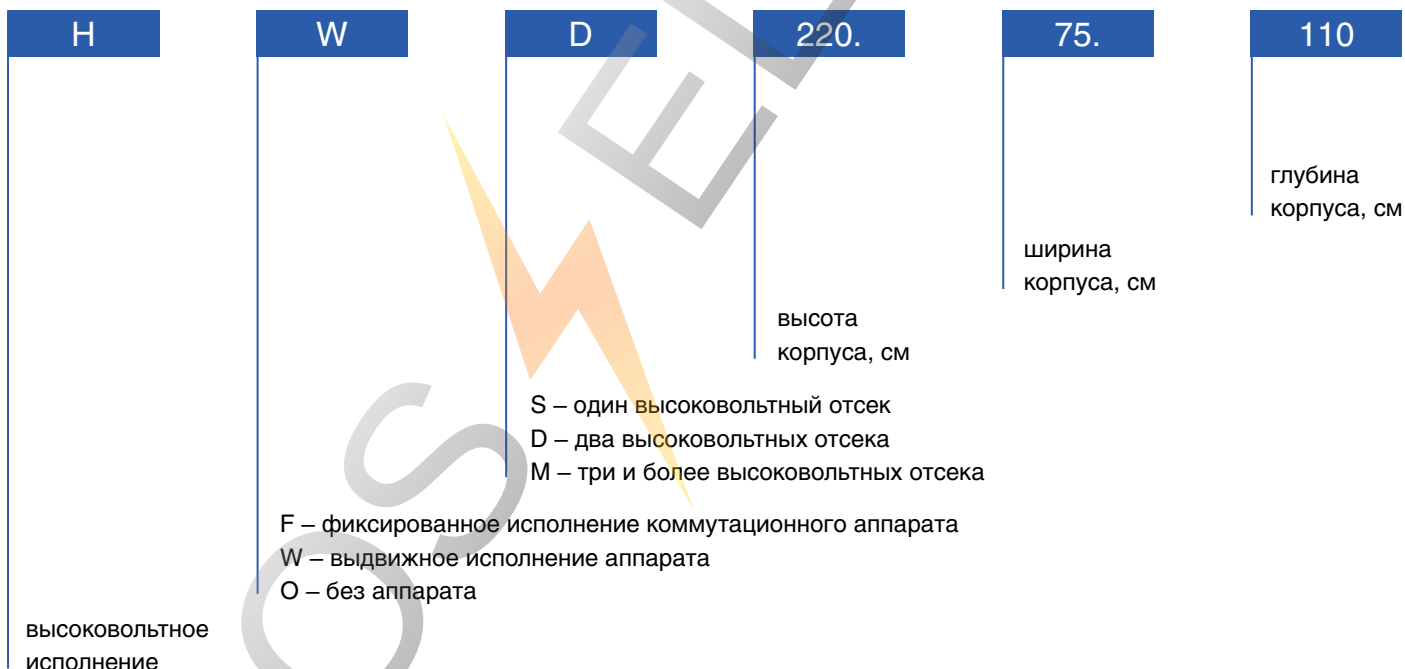 H W D 220. 75. 110
глубина
корпуса, см
ширина
корпуса, см
высота
корпуса, см
S – один высоковольтный отсек
D – два высоковольтных отсека
M – три и более высоковольтных отсека
F – фиксированное исполнение коммутационного аппарата
W – выдвижное исполнение аппарата
O – без аппарата
высоковольтное
исполнение